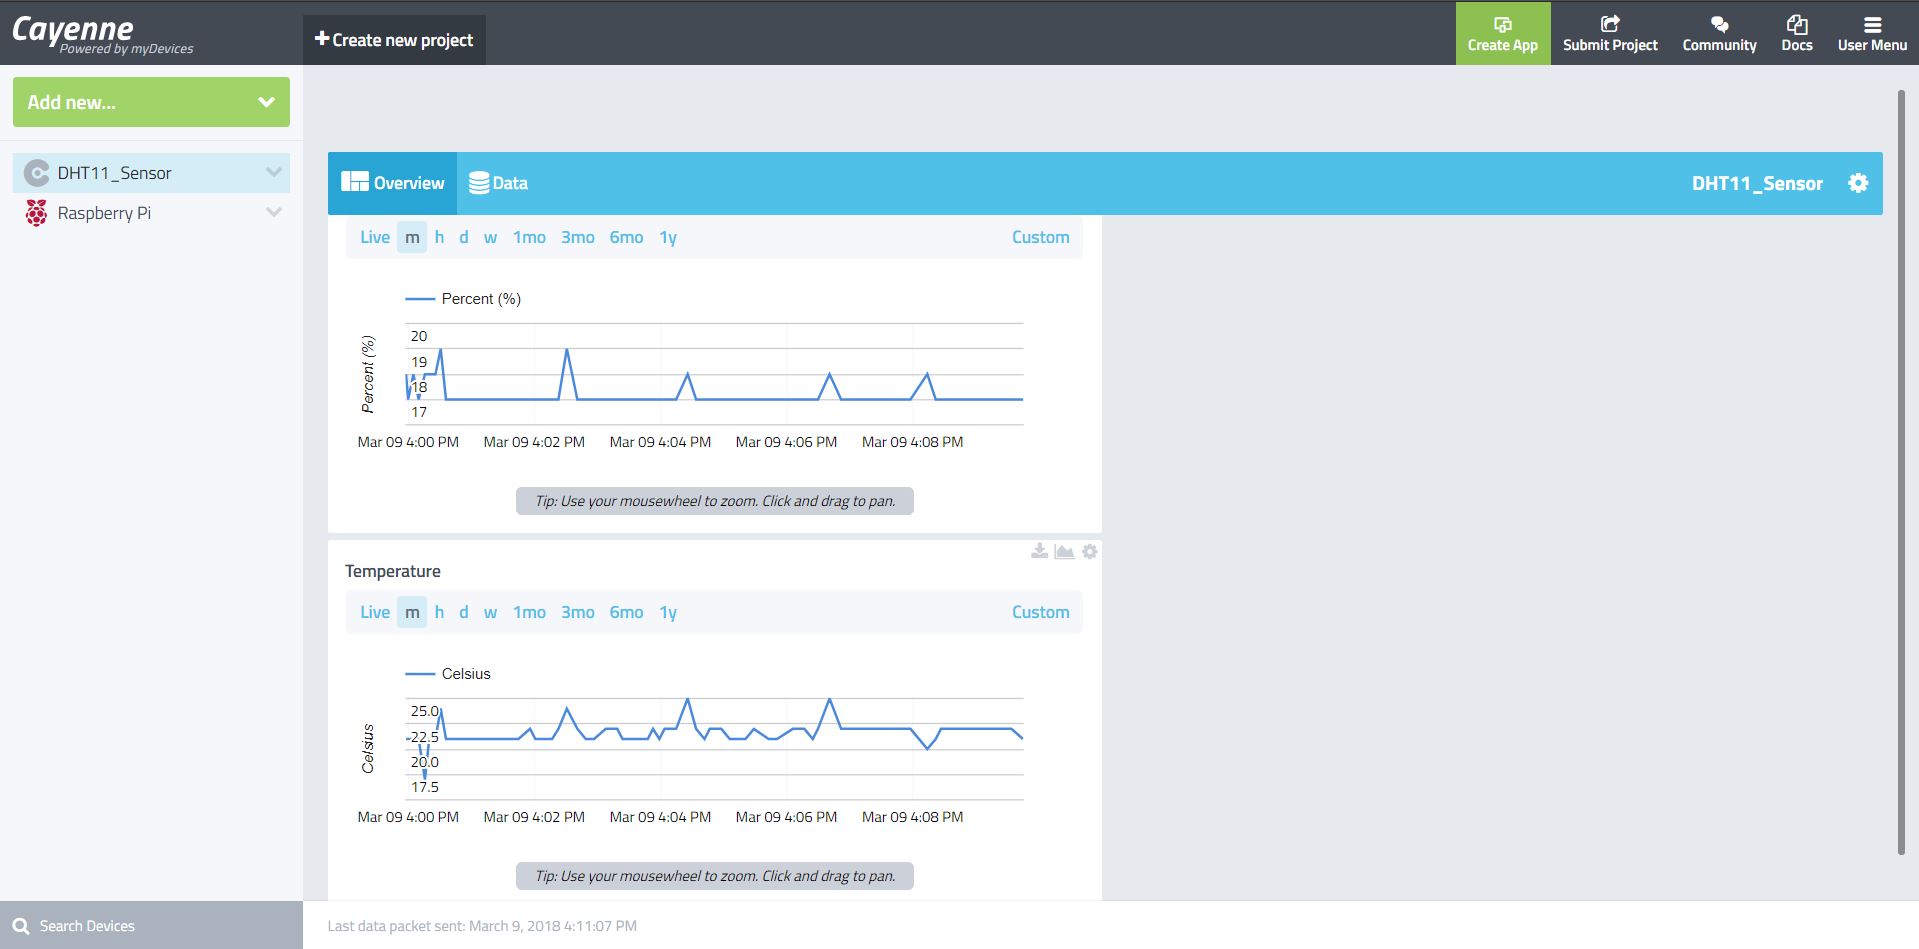 Cayenne
Powered by myDevices
Create new project
Create App
Submit Project
Community
Docs
User Menu
Add new...
DHT11_Sensor
Raspberry Pi
Overview
Data
DHT11_Sensor
Live m h d w 1mo 3mo 6mo 1y Custom
Percent (%)
Percent (%)
20
19
18
17
Mar 09 4:00 PM Mar 09 4:02 PM Mar 09 4:04 PM Mar 09 4:06 PM Mar 09 4:08 PM
Tip: Use your mousewheel to zoom. Click and drag to pan.
Temperature
Live m h d w 1mo 3mo 6mo 1y Custom
Celsius
Celsius
25.0
22.5
20.0
17.5
Mar 09 4:00 PM Mar 09 4:02 PM Mar 09 4:04 PM Mar 09 4:06 PM Mar 09 4:08 PM
Tip: Use your mousewheel to zoom. Click and drag to pan.
Search Devices
Last data packet sent: March 9, 2018 4:11:07 PM